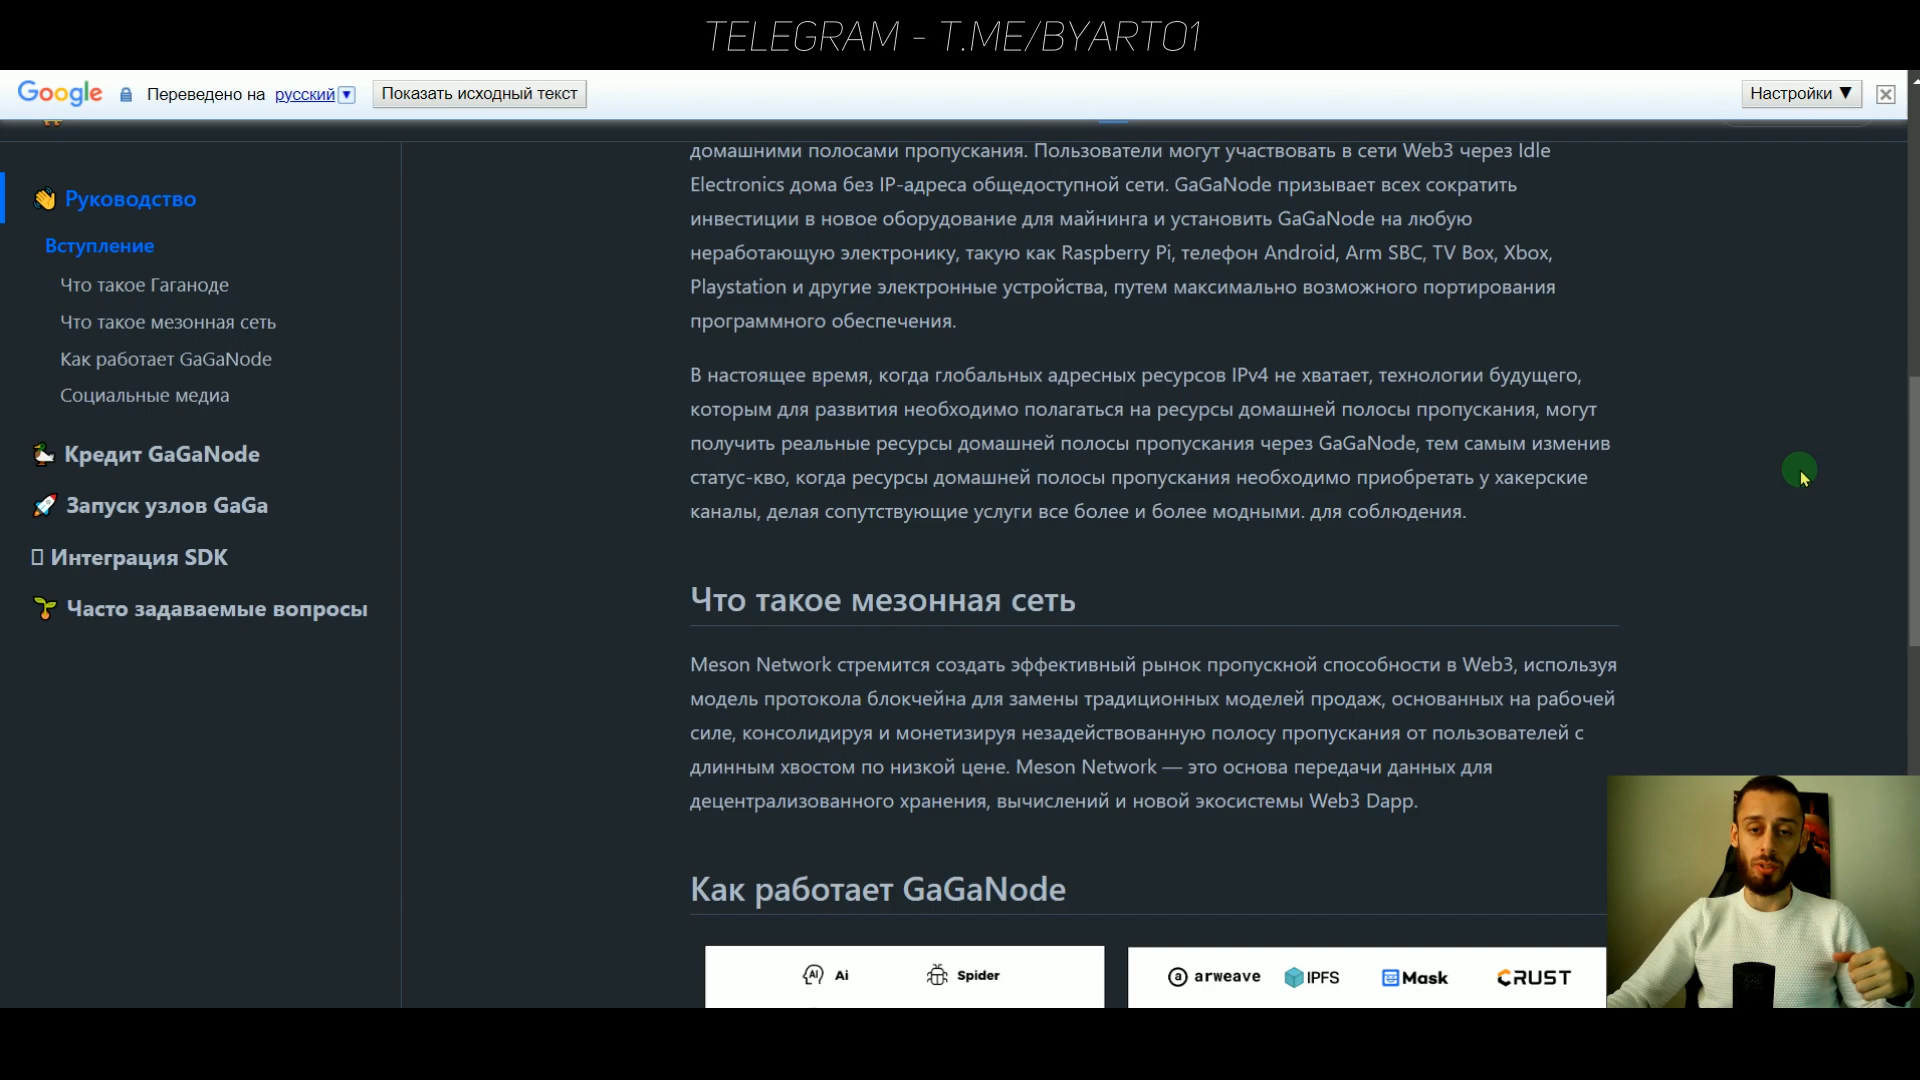 TELEGRAM - T.ME/BYARTO1
Google Переведено на русский Показать исходный текст Настройки ▼
👋 Руководство
Вступление
Что такое Гаганоде
Что такое мезонная сеть
Как работает GaGaNode
Социальные медиа
Кредит GaGaNode
🚀 Запуск узлов GaGa
Интеграция SDK
🌱 Часто задаваемые вопросы
домашними полосами пропускания. Пользователи могут участвовать в сети Web3 через Idle
Electronics дома без IP-адреса общедоступной сети. GaGaNode призывает всех сократить
инвестиции в новое оборудование для майнинга и установить GaGaNode на любую
неработающую электронику, такую как Raspberry Pi, телефон Android, Arm SBC, TV Box, Xbox,
Playstation и другие электронные устройства, путем максимально возможного портирования
программного обеспечения.
В настоящее время, когда глобальных адресных ресурсов IPv4 не хватает, технологии будущего,
которым для развития необходимо полагаться на ресурсы домашней полосы пропускания, могут
получить реальные ресурсы домашней полосы пропускания через GaGaNode, тем самым изменив
статус-кво, когда ресурсы домашней полосы пропускания необходимо приобретать у хакерские
каналы, делая сопутствующие услуги все более и более модными. для соблюдения.
Что такое мезонная сеть
Meson Network стремится создать эффективный рынок пропускной способности в Web3, используя
модель протокола блокчейна для замены традиционных моделей продаж, основанных на рабочей
силе, консолидируя и монетизируя незадействованную полосу пропускания от пользователей с
длинным хвостом по низкой цене. Meson Network — это основа передачи данных для
децентрализованного хранения, вычислений и новой экосистемы Web3 Dapp.
Как работает GaGaNode
Ai Spider
arweave IPFS Mask CRUST